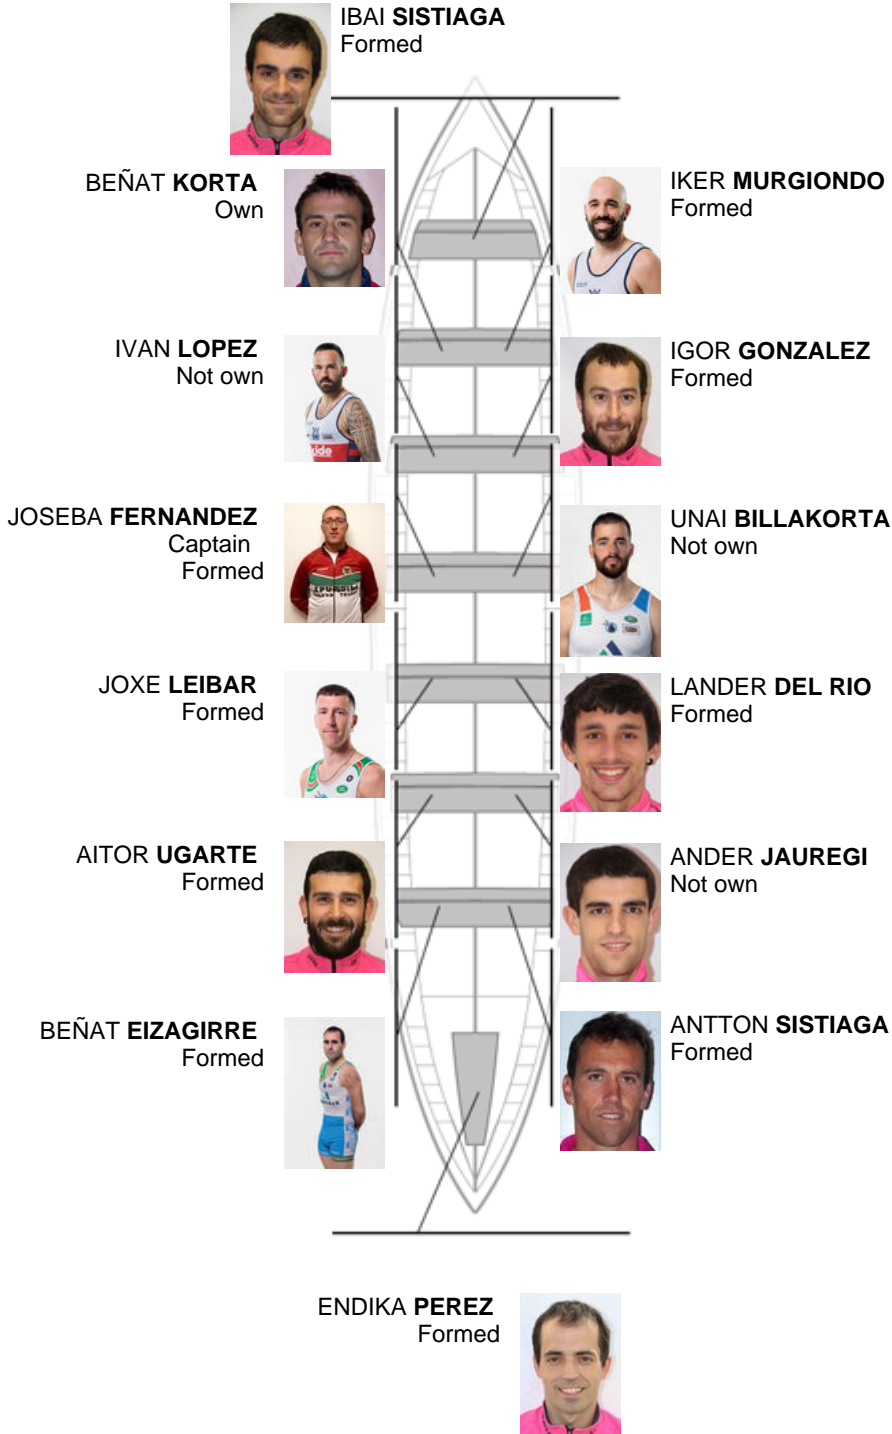 IBAI SISTIAGA
Formed
BEÑAT KORTA
Own
IKER MURGIONDO
Formed
IVAN LOPEZ
Not own
IGOR GONZALEZ
Formed
JOSEBA FERNANDEZ
Captain
Formed
UNAI BILLAKORTA
Not own
JOXE LEIBAR
Formed
LANDER DEL RIO
Formed
AITOR UGARTE
Formed
ANDER JAUREGI
Not own
BEÑAT EIZAGIRRE
Formed
ANTTON SISTIAGA
Formed
ENDIKA PEREZ
Formed